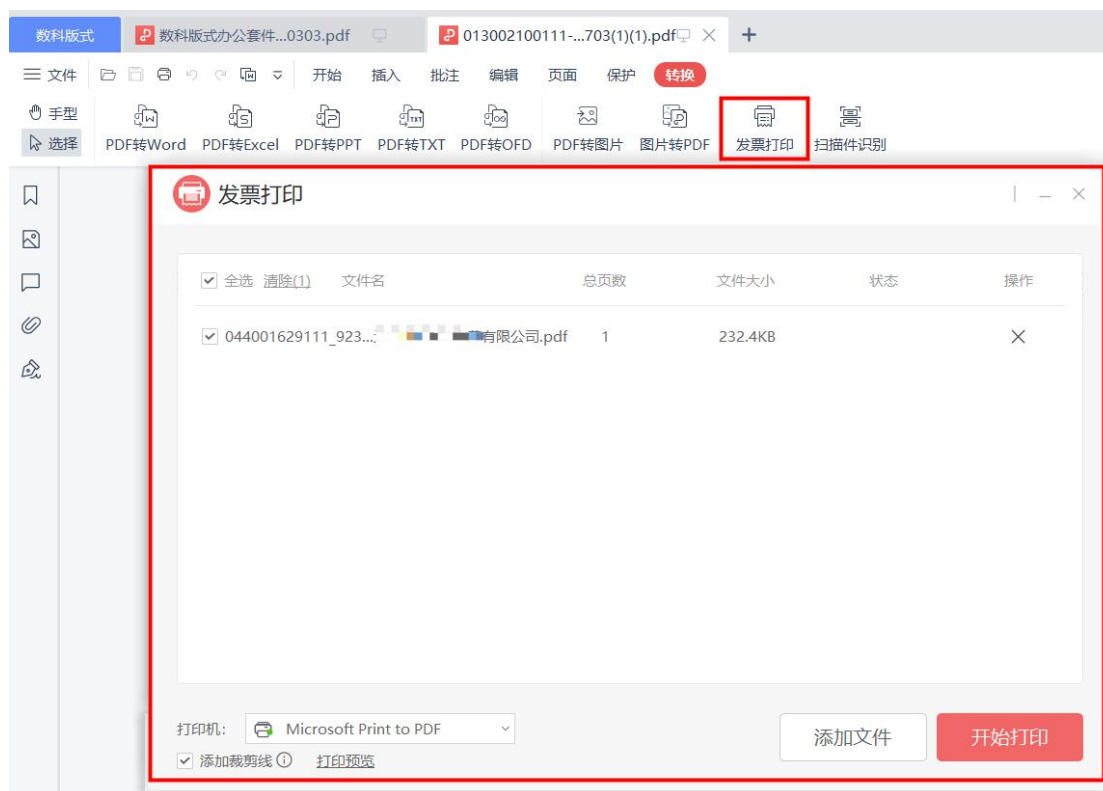 数科版式 数科版式办公套件...0303.pdf 013002100111-...703(1)(1).pdf
文件 开始 插入 批注 编辑 页面 保护 转换
手型
选择 PDF转Word PDF转Excel PDF转PPT PDF转TXT PDF转OFD PDF转图片 图片转PDF 发票打印 扫描件识别
发票打印
全选 清除(1) 文件名 总页数 文件大小 状态 操作
044001629111_923... 有限公司.pdf 1 232.4KB
打印机: Microsoft Print to PDF 添加文件 开始打印
添加裁剪线 打印预览